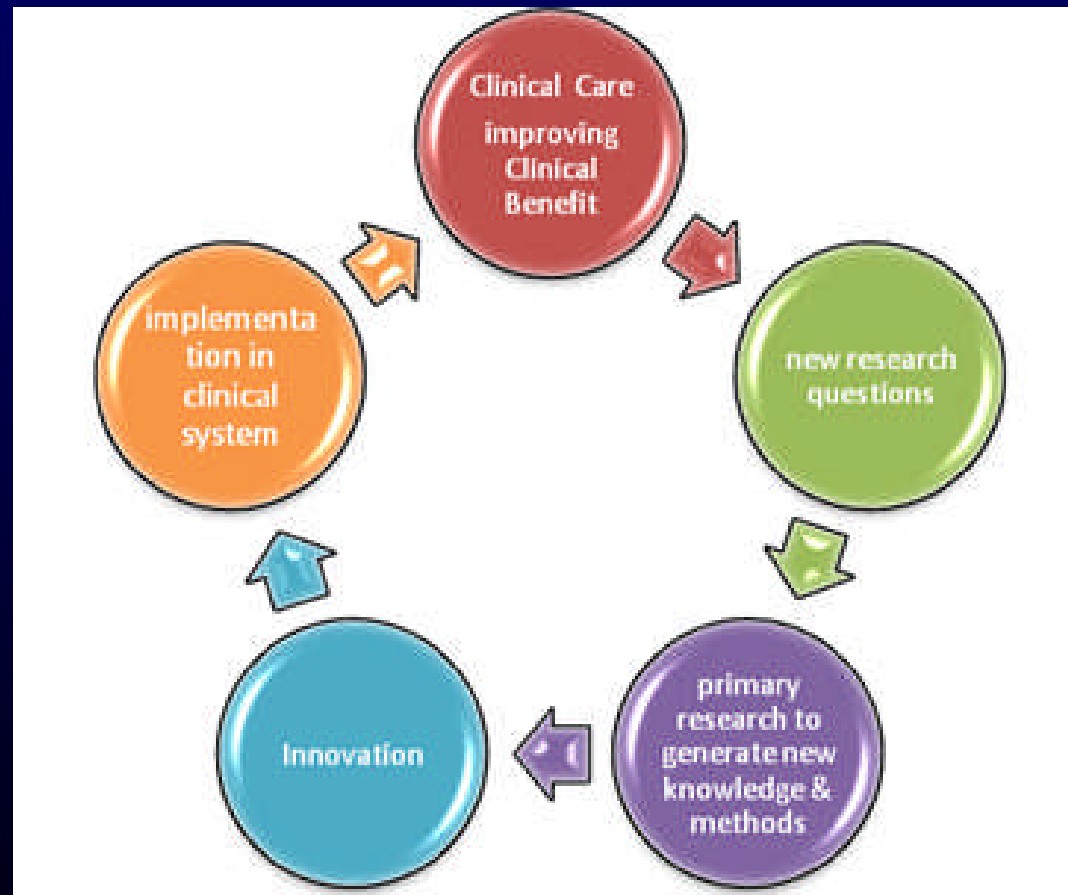 Clinical Care
improving
Clinical
Benefit
new research
questions
primary
research to
generate new
knowledge &
methods
Innovation
implementa
tion in
clinical
system